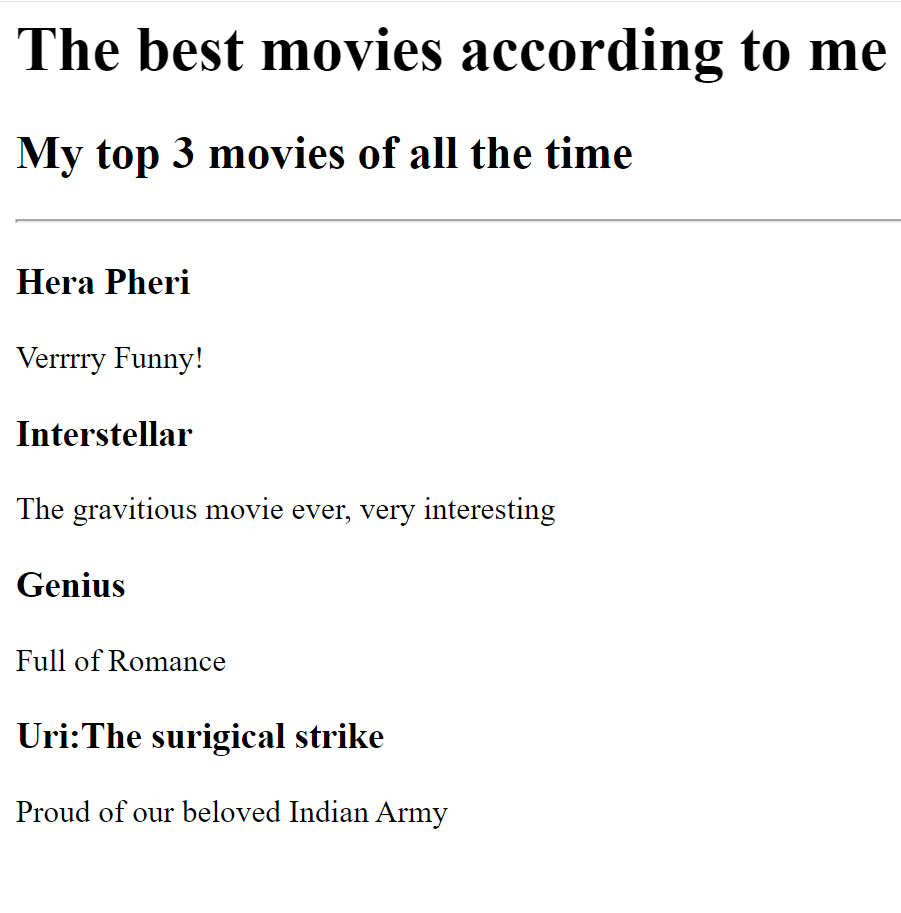 The best movies according to me
My top 3 movies of all the time
Hera Pheri
Verrrry Funny!
Interstellar
The gravitious movie ever, very interesting
Genius
Full of Romance
Uri:The surigical strike
Proud of our beloved Indian Army